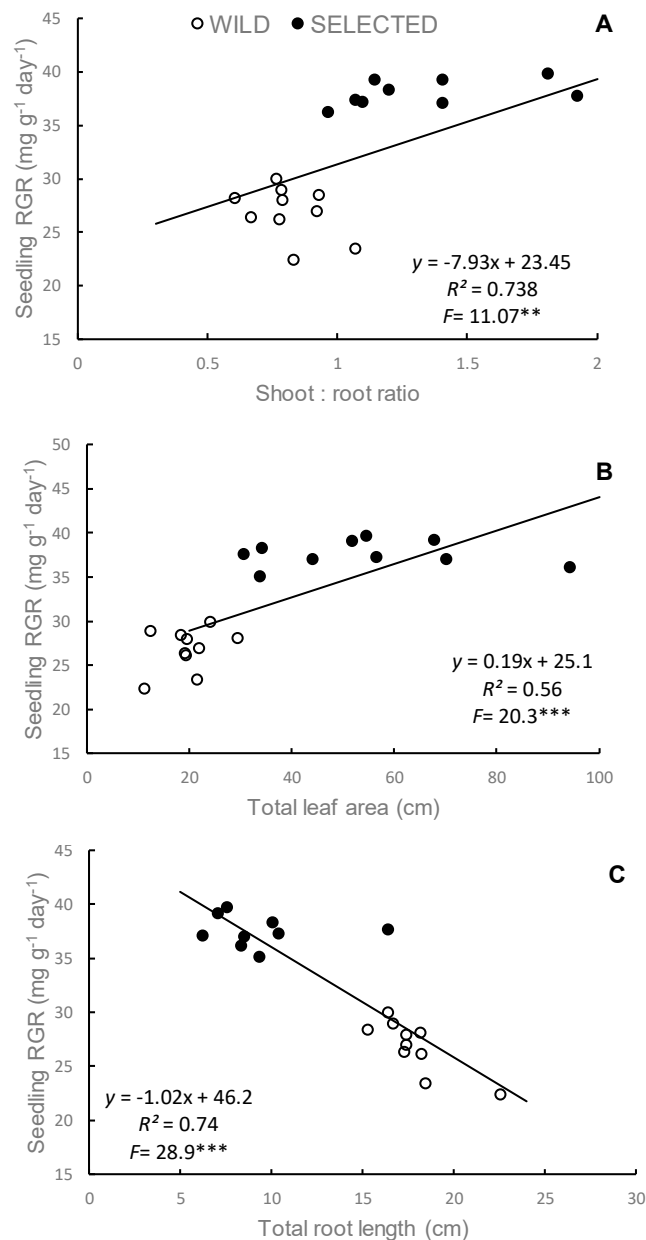 WILD SELECTED
A
45
40
35
30
25
20
15
Seedling RGR (mg g⁻¹ day⁻¹)
y = -7.93x + 23.45
R² = 0.738
F= 11.07**
0 0.5 1 1.5 2
Shoot : root ratio
B
50
45
40
35
30
25
20
15
Seedling RGR (mg g⁻¹ day⁻¹)
y = 0.19x + 25.1
R² = 0.56
F= 20.3***
0 20 40 60 80 100
Total leaf area (cm)
C
45
40
35
30
25
20
15
Seedling RGR (mg g⁻¹ day⁻¹)
y = -1.02x + 46.2
R² = 0.74
F= 28.9***
0 5 10 15 20 25 30
Total root length (cm)